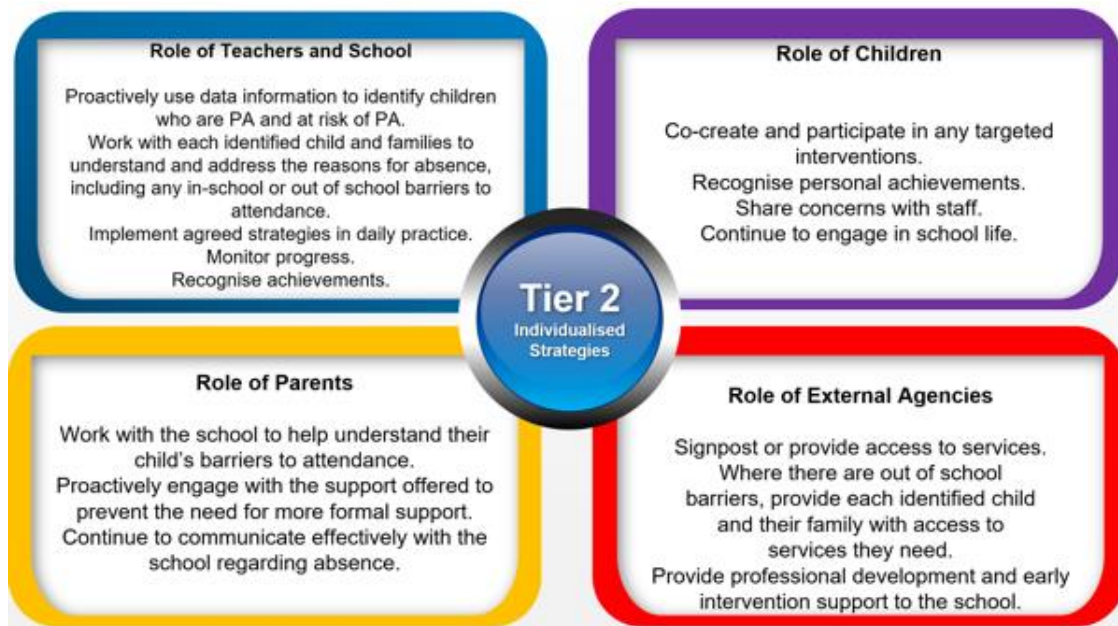 Role of Teachers and School
Proactively use data information to identify children
who are PA and at risk of PA.
Work with each identified child and families to
understand and address the reasons for absence,
including any in-school or out of school barriers to
attendance.
Implement agreed strategies in daily practice.
Monitor progress.
Recognise achievements.
Role of Children
Co-create and participate in any targeted
interventions.
Recognise personal achievements.
Share concerns with staff.
Continue to engage in school life.
Tier 2
Individualised
Strategies
Role of Parents
Work with the school to help understand their
child's barriers to attendance.
Proactively engage with the support offered to
prevent the need for more formal support.
Continue to communicate effectively with the
school regarding absence.
Role of External Agencies
Signpost or provide access to services.
Where there are out of school
barriers, provide each identified child
and their family with access to
services they need.
Provide professional development and early
intervention support to the school.